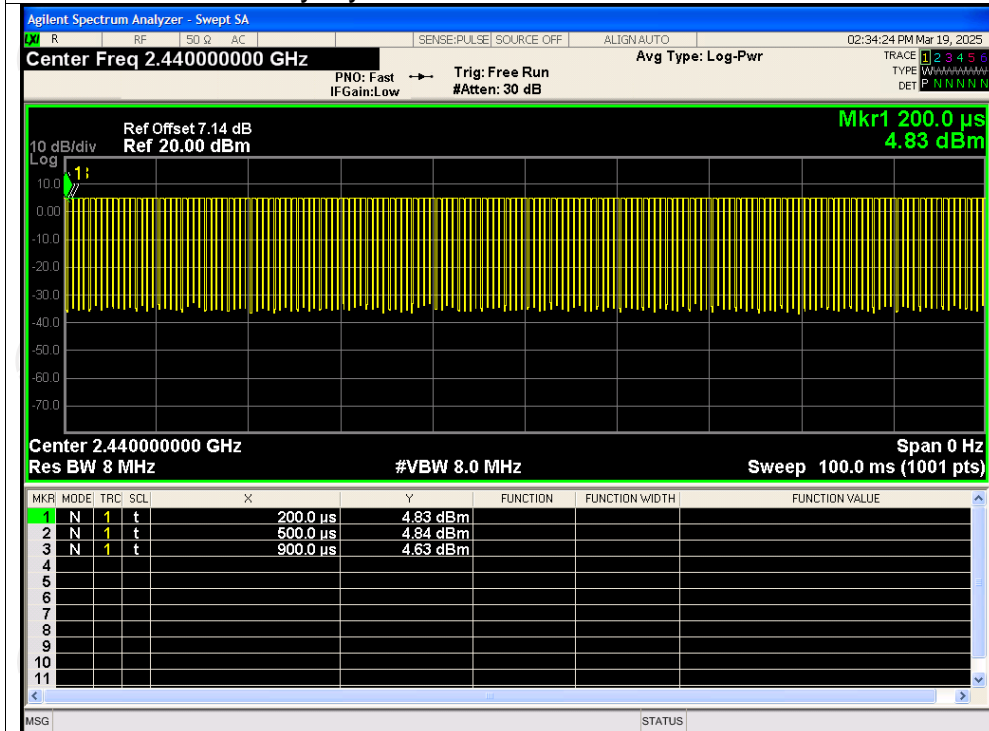 Agilent Spectrum Analyzer - Swept SA
LXI R RF 50 Ω AC SENSE:PULSE SOURCE OFF ALIGN AUTO 02:34:24 PM Mar 19, 2025
Center Freq 2.440000000 GHz Avg Type: Log-Pwr TRACE 1 2 3 4 5 6
PNO: Fast Trig: Free Run TYPE WWWWWW
IFGain:Low #Atten: 30 dB DET P N N N N N
Mkr1 200.0 µs
Ref Offset 7.14 dB
10 dB/div Ref 20.00 dBm 4.83 dBm
Log
1
10.0
0.00
-10.0
-20.0
-30.0
-40.0
-50.0
-60.0
-70.0
Center 2.440000000 GHz Span 0 Hz
Res BW 8 MHz #VBW 8.0 MHz Sweep 100.0 ms (1001 pts)
MKR MODE TRC SCL X Y FUNCTION FUNCTION WIDTH FUNCTION VALUE
1 N 1 t 200.0 µs 4.83 dBm
2 N 1 t 500.0 µs 4.84 dBm
3 N 1 t 900.0 µs 4.63 dBm
4
5
6
7
8
9
10
11
MSG STATUS